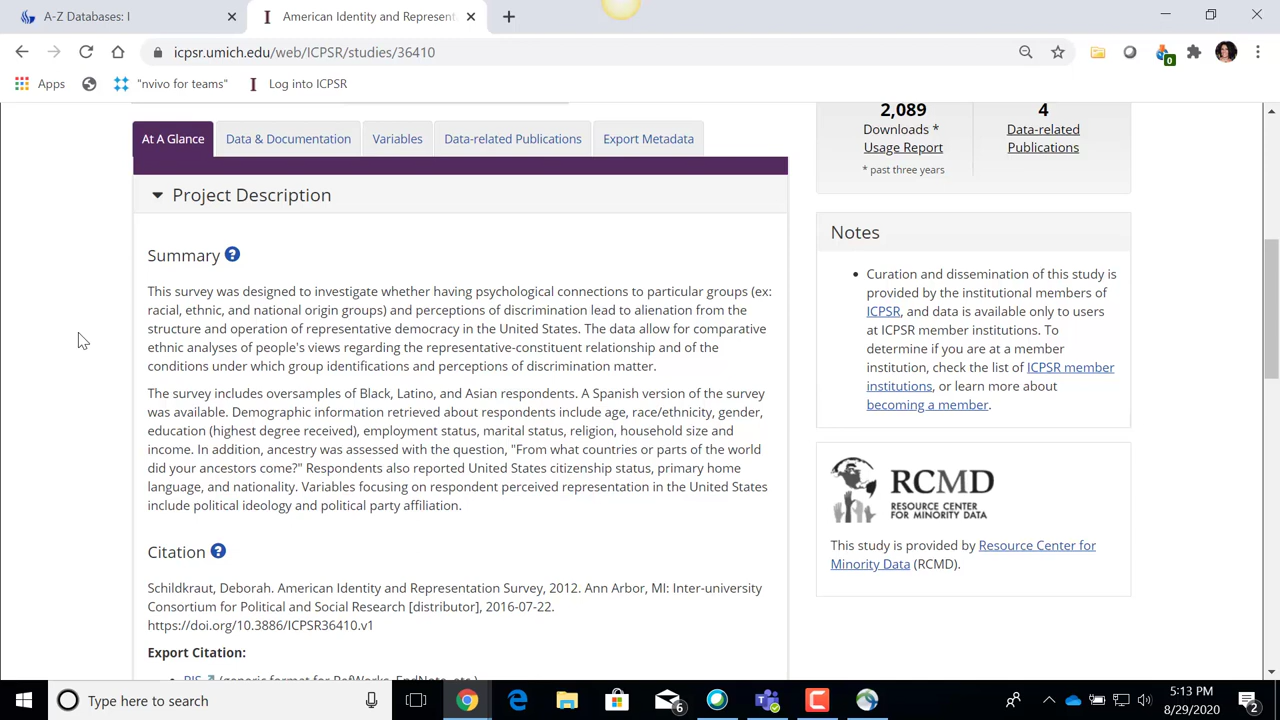 A-Z Databases: I
American Identity and Represent
icpsr.umich.edu/web/ICPSR/studies/36410
0
Apps
"nvivo for teams"
Log into ICPSR
At A Glance
Data & Documentation
Variables
Data-related Publications
Export Metadata
Project Description
Summary
This survey was designed to investigate whether having psychological connections to particular groups (ex:
racial, ethnic, and national origin groups) and perceptions of discrimination lead to alienation from the
structure and operation of representative democracy in the United States. The data allow for comparative
ethnic analyses of people's views regarding the representative-constituent relationship and of the
conditions under which group identifications and perceptions of discrimination matter.
The survey includes oversamples of Black, Latino, and Asian respondents. A Spanish version of the survey
was available. Demographic information retrieved about respondents include age, race/ethnicity, gender,
education (highest degree received), employment status, marital status, religion, household size and
income. In addition, ancestry was assessed with the question, "From what countries or parts of the world
did your ancestors come?" Respondents also reported United States citizenship status, primary home
language, and nationality. Variables focusing on respondent perceived representation in the United States
include political ideology and political party affiliation.
Citation
Schildkraut, Deborah. American Identity and Representation Survey, 2012. Ann Arbor, MI: Inter-university
Consortium for Political and Social Research [distributor], 2016-07-22.
https://doi.org/10.3886/ICPSR36410.v1
Export Citation:
RIS (generic format for RefWorks, EndNote, etc.)
2,089
Downloads *
Usage Report
* past three years
4
Data-related
Publications
Notes
Curation and dissemination of this study is
provided by the institutional members of
ICPSR, and data is available only to users
at ICPSR member institutions. To
determine if you are at a member
institution, check the list of ICPSR member
institutions, or learn more about
becoming a member.
RCMD
RESOURCE CENTER
FOR MINORITY DATA
This study is provided by Resource Center for
Minority Data (RCMD).
Type here to search
6
5:13 PM
8/29/2020
2